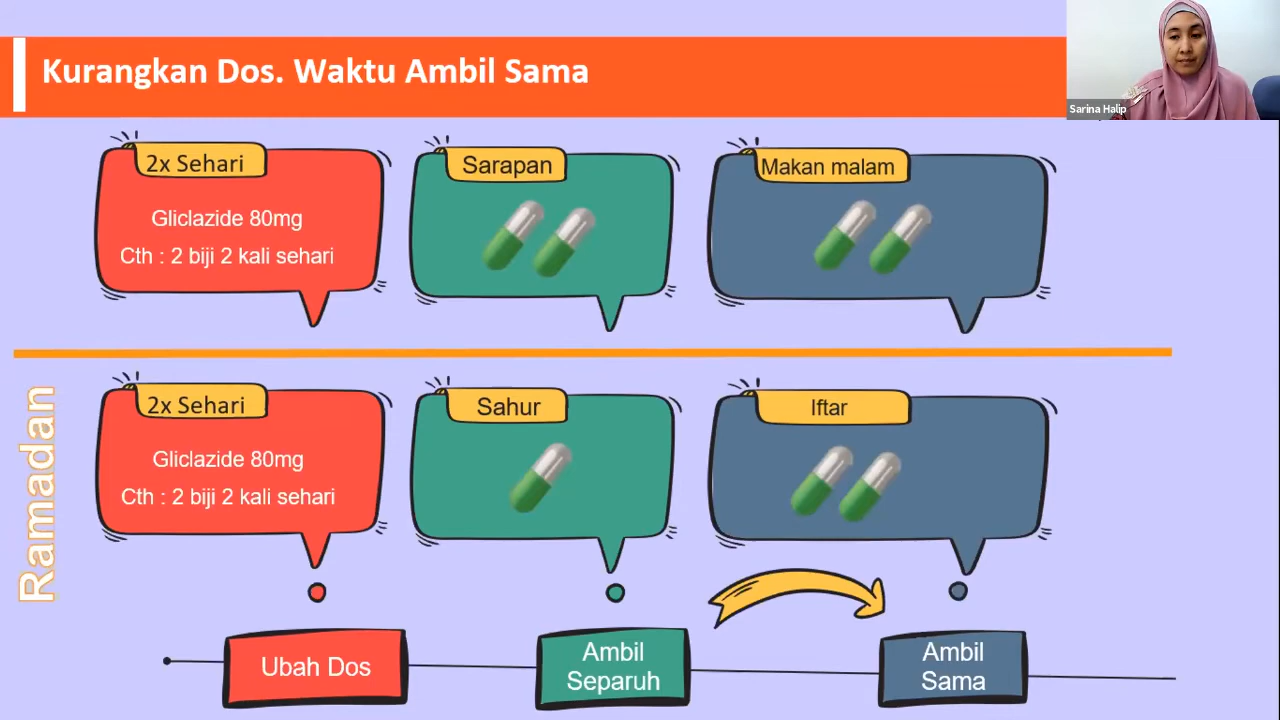 Kurangkan Dos. Waktu Ambil Sama
Sarina Halip
2x Sehari
Gliclazide 80mg
Cth : 2 biji 2 kali sehari
Sarapan
Makan malam
Ramadan
2x Sehari
Gliclazide 80mg
Cth : 2 biji 2 kali sehari
Sahur
Iftar
Ubah Dos
Ambil
Separuh
Ambil
Sama